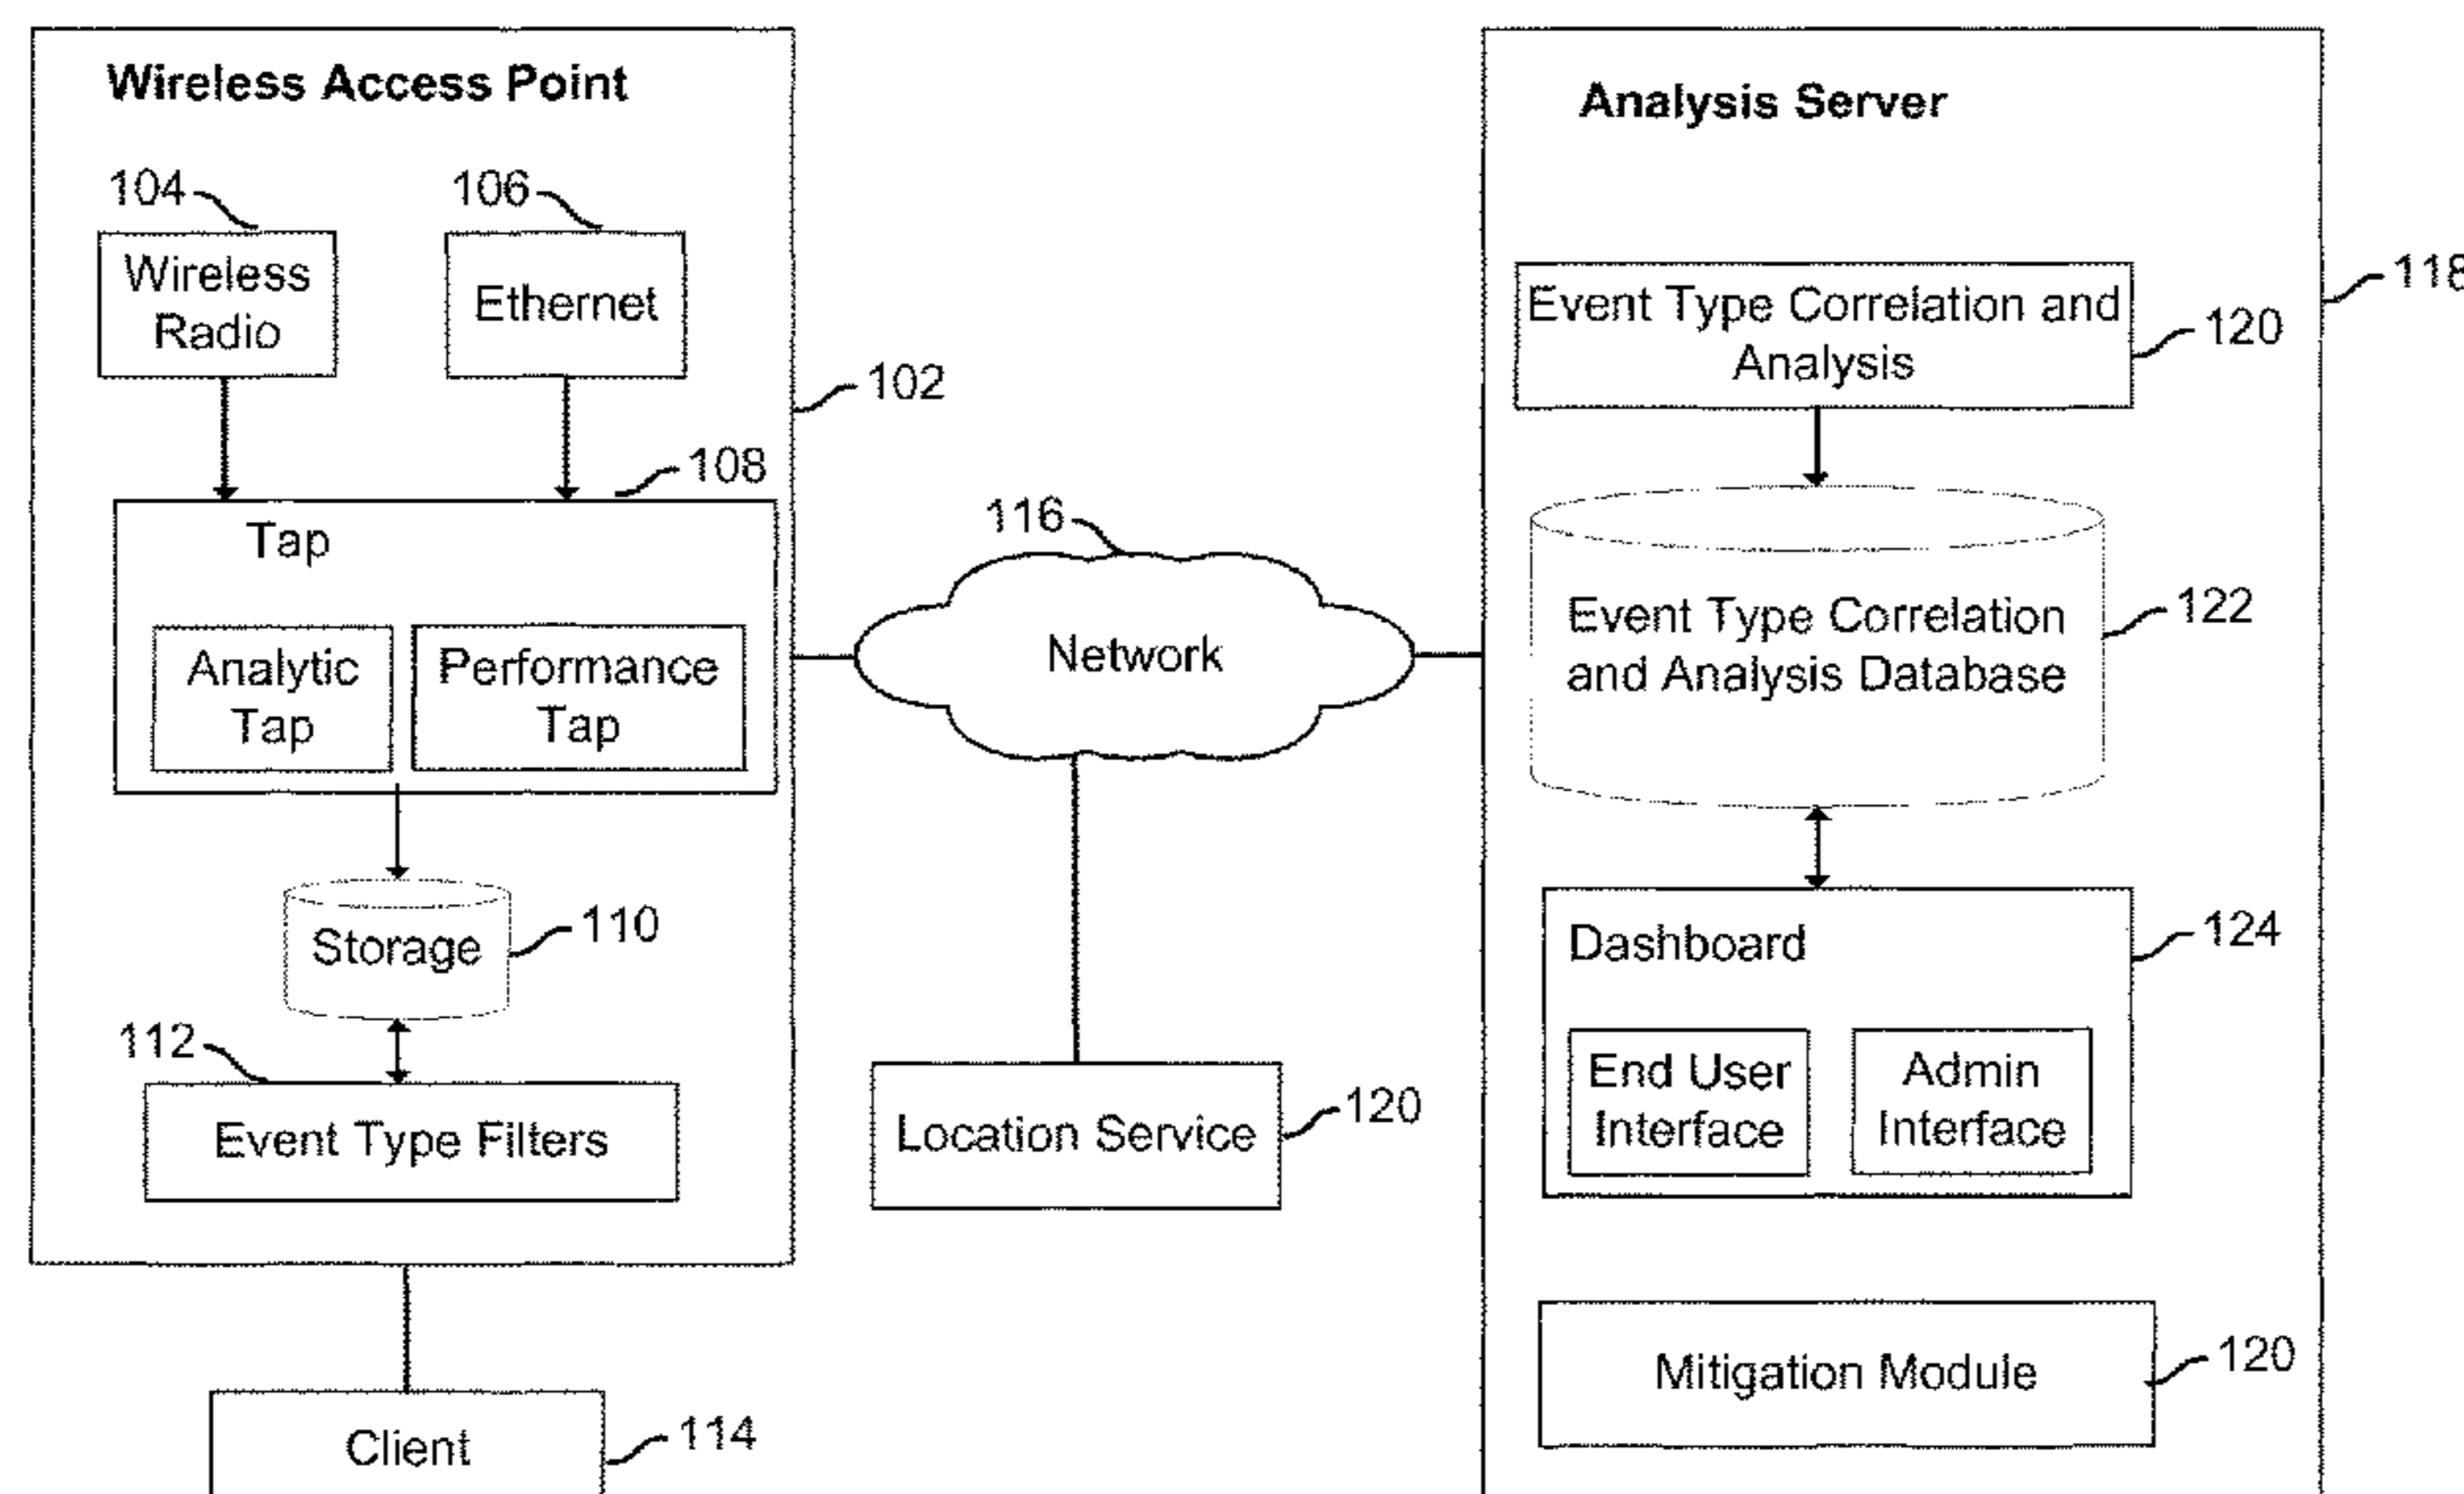 Wireless Access Point
104
106
Wireless
Radio
Ethernet
102
108
Tap
Analytic
Tap
Performance
Tap
Storage
110
112
Event Type Filters
Client
114
116
Network
Location Service
120
Analysis Server
118
Event Type Correlation and
Analysis
120
Event Type Correlation
and Analysis Database
122
Dashboard
124
End User
Interface
Admin
Interface
Mitigation Module
120